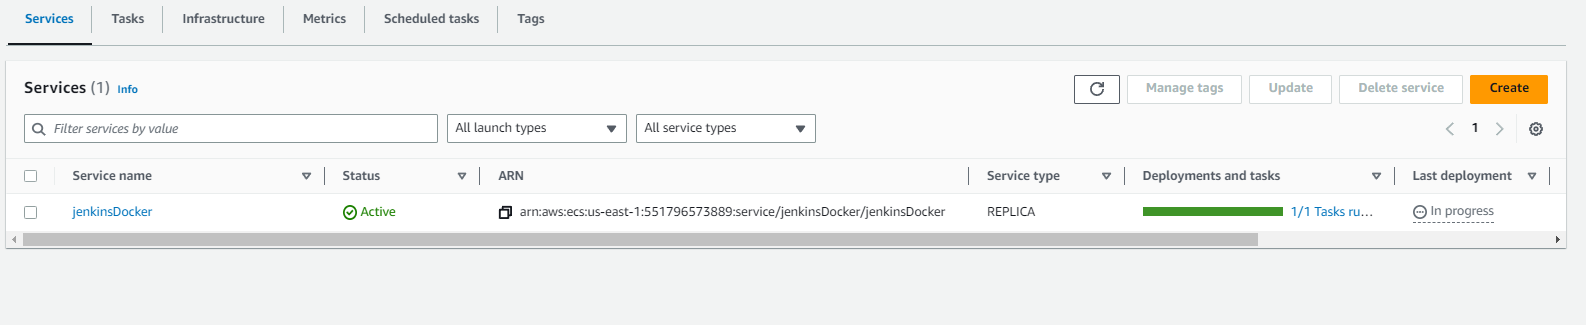 Services Tasks Infrastructure Metrics Scheduled tasks Tags
Services (1) Info Manage tags Update Delete service Create
Filter services by value All launch types All service types 1
Service name Status ARN Service type Deployments and tasks Last deployment
jenkinsDocker Active arn:aws:ecs:us-east-1:551796573889:service/jenkinsDocker/jenkinsDocker REPLICA 1/1 Tasks ru... In progress